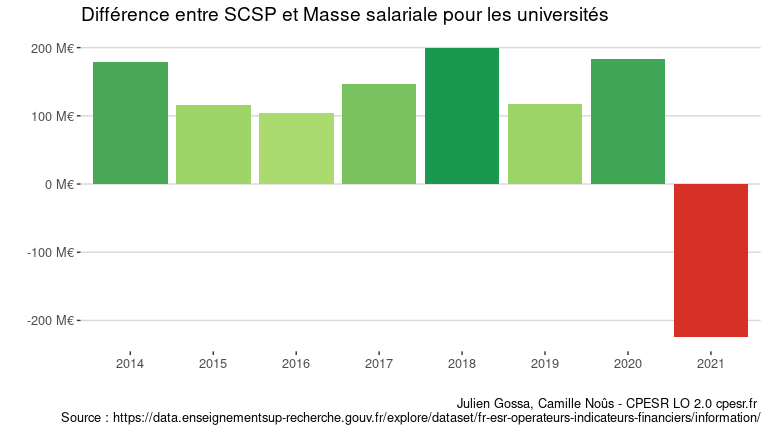 Différence entre SCSP et Masse salariale pour les universités
200 M€
100 M€
0 M€
-100 M€
-200 M€
2014 2015 2016 2017 2018 2019 2020 2021
Julien Gossa, Camille Noûs - CPESR LO 2.0 cpesr.fr
Source : https://data.enseignementsup-recherche.gouv.fr/explore/dataset/fr-esr-operateurs-indicateurs-financiers/information/